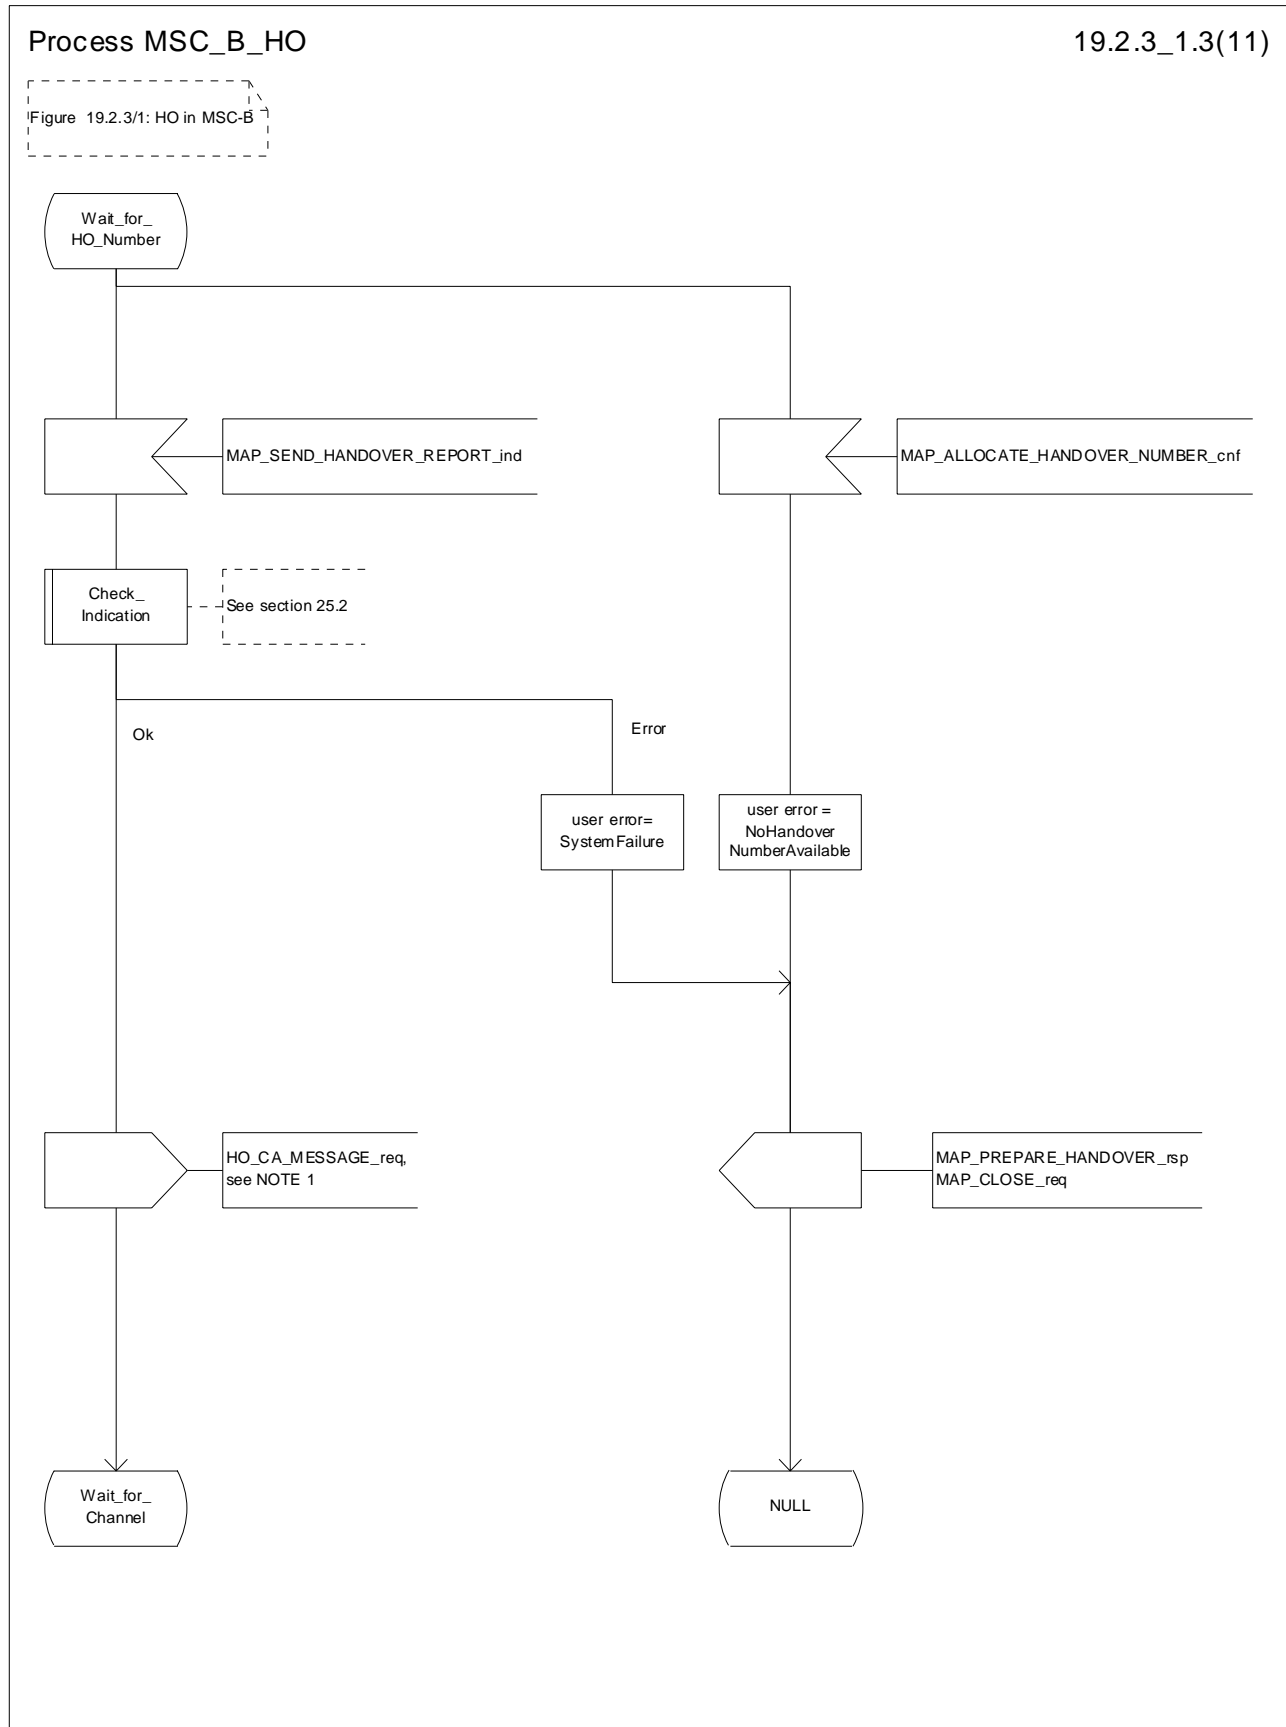 Process MSC_B_HO
19.2.3_1.3(11)
Figure 19.2.3/1: HO in MSC-B
Wait_for_
HO_Number
MAP_SEND_HANDOVER_REPORT_ind
MAP_ALLOCATE_HANDOVER_NUMBER_cnf
Check_
Indication
See section 25.2
Ok
Error
user error=
SystemFailure
user error =
NoHandover
NumberAvailable
HO_CA_MESSAGE_req,
see NOTE 1
MAP_PREPARE_HANDOVER_rsp
MAP_CLOSE_req
Wait_for_
Channel
NULL